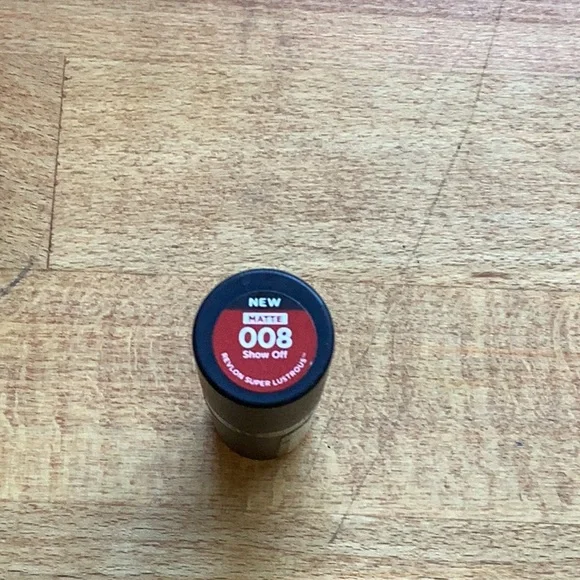 NEW
MATTE
008
Show Off
REVLON SUPER LUSTROUS™